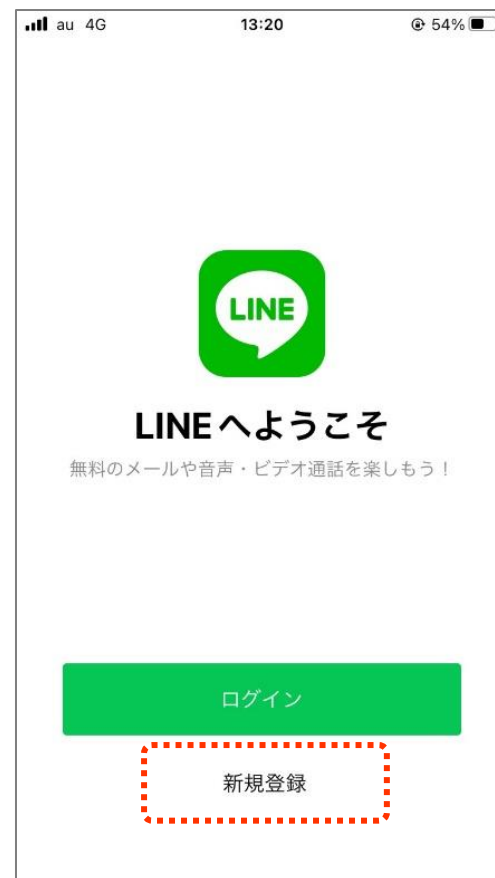 au 4G 13:20 54%
LINE
LINEへようこそ
無料のメールや音声・ビデオ通話を楽しもう！
ログイン
新規登録